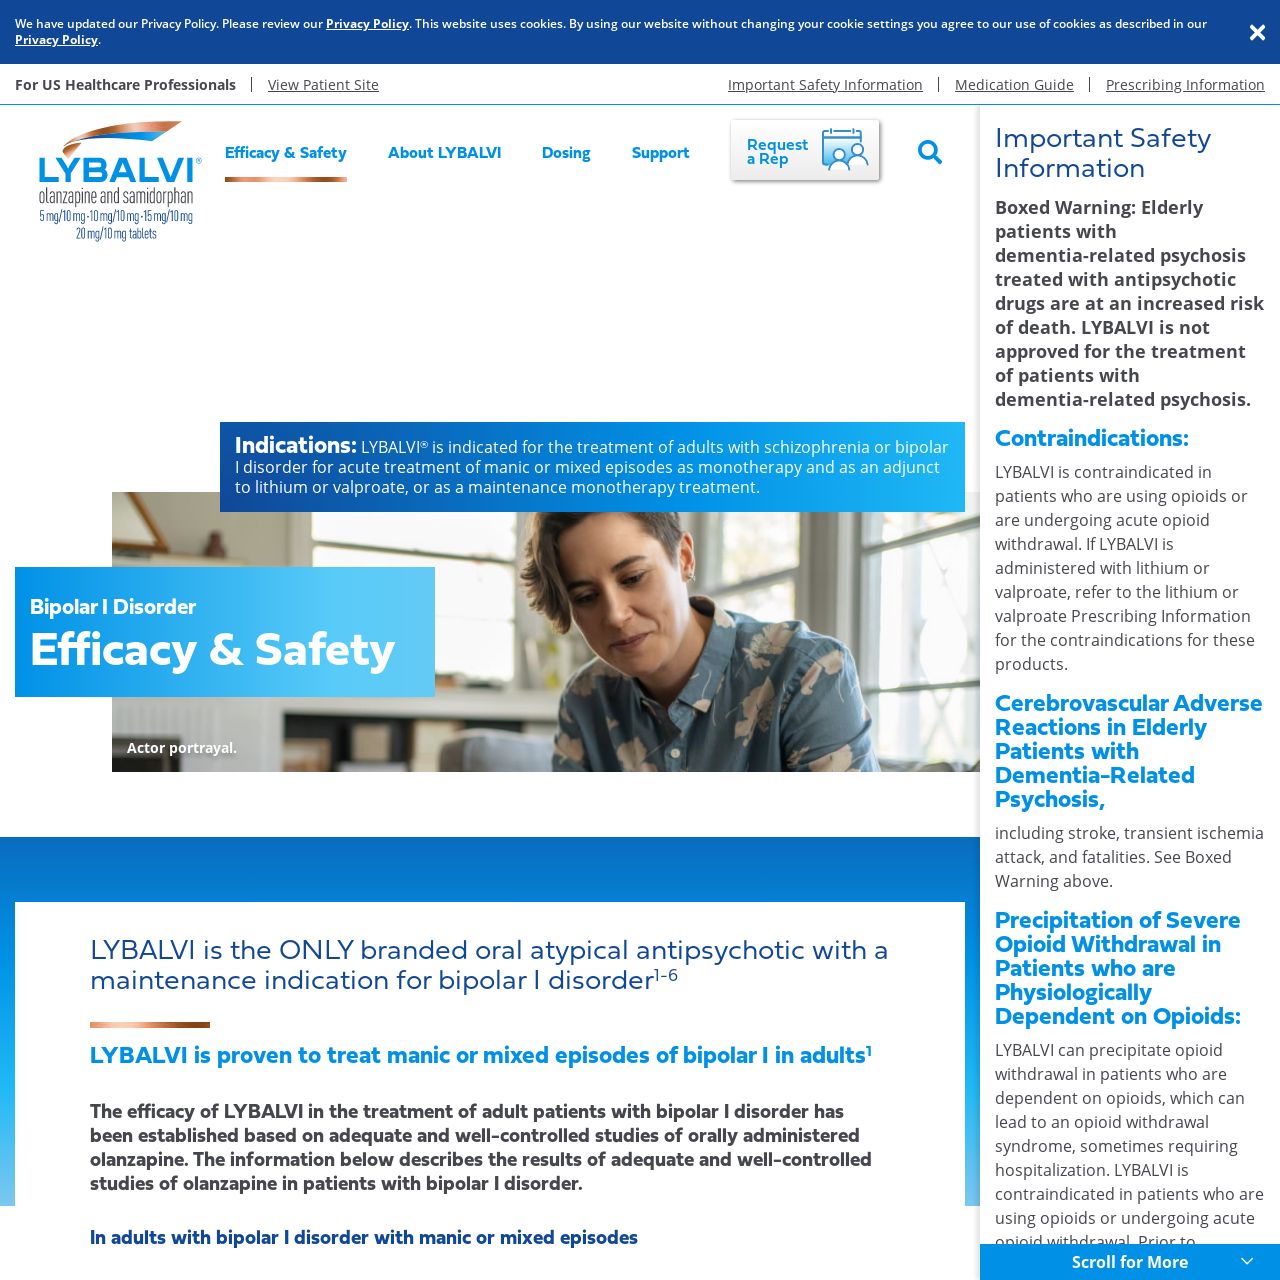 We have updated our Privacy Policy. Please review our Privacy Policy. This website uses cookies. By using our website without changing your cookie settings you agree to our use of cookies as described in our
Privacy Policy.
For US Healthcare Professionals
View Patient Site
Important Safety Information
Medication Guide
Prescribing Information
LYBALVI®
olanzapine and samidorphan
5 mg/10 mg·10 mg/10 mg·15 mg/10 mg
20 mg/10 mg tablets
Efficacy & Safety
About LYBALVI
Dosing
Support
Request
a Rep
Indications: LYBALVI® is indicated for the treatment of adults with schizophrenia or bipolar
I disorder for acute treatment of manic or mixed episodes as monotherapy and as an adjunct
to lithium or valproate, or as a maintenance monotherapy treatment.
Bipolar I Disorder
Efficacy & Safety
Actor portrayal.
LYBALVI is the ONLY branded oral atypical antipsychotic with a
maintenance indication for bipolar I disorder1-6
LYBALVI is proven to treat manic or mixed episodes of bipolar I in adults1
The efficacy of LYBALVI in the treatment of adult patients with bipolar I disorder has
been established based on adequate and well-controlled studies of orally administered
olanzapine. The information below describes the results of adequate and well-controlled
studies of olanzapine in patients with bipolar I disorder.
In adults with bipolar I disorder with manic or mixed episodes
Important Safety
Information
Boxed Warning: Elderly
patients with
dementia-related psychosis
treated with antipsychotic
drugs are at an increased risk
of death. LYBALVI is not
approved for the treatment
of patients with
dementia-related psychosis.
Contraindications:
LYBALVI is contraindicated in
patients who are using opioids or
are undergoing acute opioid
withdrawal. If LYBALVI is
administered with lithium or
valproate, refer to the lithium or
valproate Prescribing Information
for the contraindications for these
products.
Cerebrovascular Adverse
Reactions in Elderly
Patients with
Dementia-Related
Psychosis,
including stroke, transient ischemia
attack, and fatalities. See Boxed
Warning above.
Precipitation of Severe
Opioid Withdrawal in
Patients who are
Physiologically
Dependent on Opioids:
LYBALVI can precipitate opioid
withdrawal in patients who are
dependent on opioids, which can
lead to an opioid withdrawal
syndrome, sometimes requiring
hospitalization. LYBALVI is
contraindicated in patients who are
using opioids or undergoing acute
opioid withdrawal. Prior to
Scroll for More